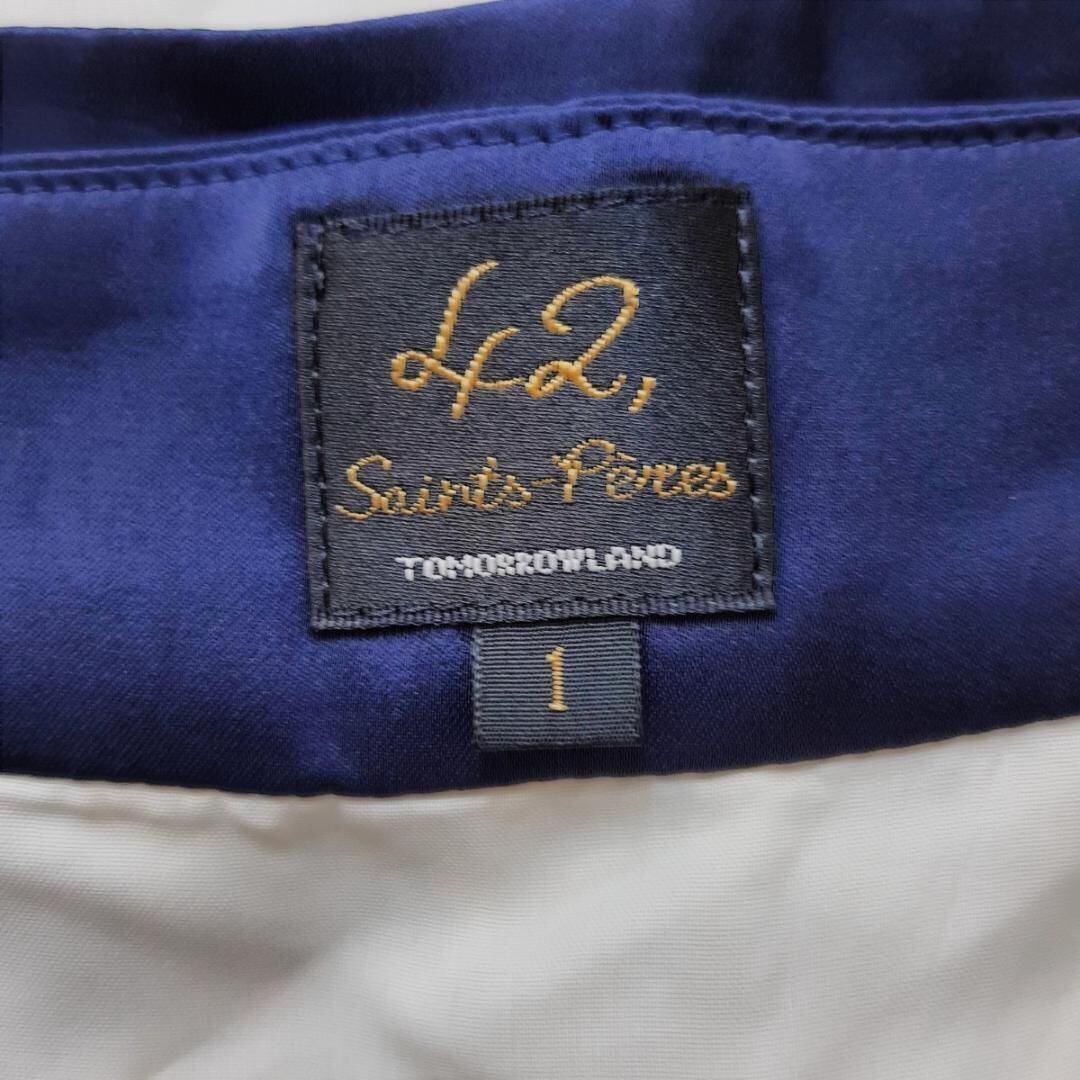 42,
Saints-Pères
TOMORROWLAND
1